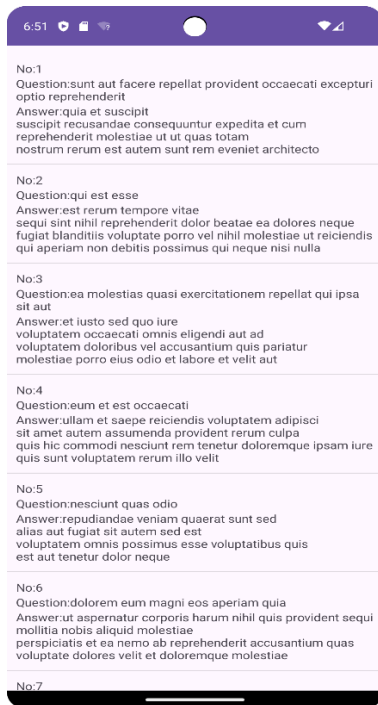 6:51
No:1
Question:sunt aut facere repellat provident occaecati excepturi
optio reprehenderit
Answer:quia et suscipit
suscipit recusandae consequuntur expedita et cum
reprehenderit molestiae ut ut quas totam
nostrum rerum est autem sunt rem eveniet architecto
No:2
Question:qui est esse
Answer:est rerum tempore vitae
sequi sint nihil reprehenderit dolor beatae ea dolores neque
fugiat blanditiis voluptate porro vel nihil molestiae ut reiciendis
qui aperiam non debitis possimus qui neque nisi nulla
No:3
Question:ea molestias quasi exercitationem repellat qui ipsa
sit aut
Answer:et iusto sed quo iure
voluptatem occaecati omnis eligendi aut ad
voluptatem doloribus vel accusantium quis pariatur
molestiae porro eius odio et labore et velit aut
No:4
Question:eum et est occaecati
Answer:ullam et saepe reiciendis voluptatem adipisci
sit amet autem assumenda provident rerum culpa
quis hic commodi nesciunt rem tenetur doloremque ipsam iure
quis sunt voluptatem rerum illo velit
No:5
Question:nesciunt quas odio
Answer:repudiandae veniam quaerat sunt sed
alias aut fugiat sit autem sed est
voluptatem omnis possimus esse voluptatibus quis
est aut tenetur dolor neque
No:6
Question:dolorem eum magni eos aperiam quia
Answer:ut aspernatur corporis harum nihil quis provident sequi
mollitia nobis aliquid molestiae
perspiciatis et ea nemo ab reprehenderit accusantium quas
voluptate dolores velit et doloremque molestiae
No:7